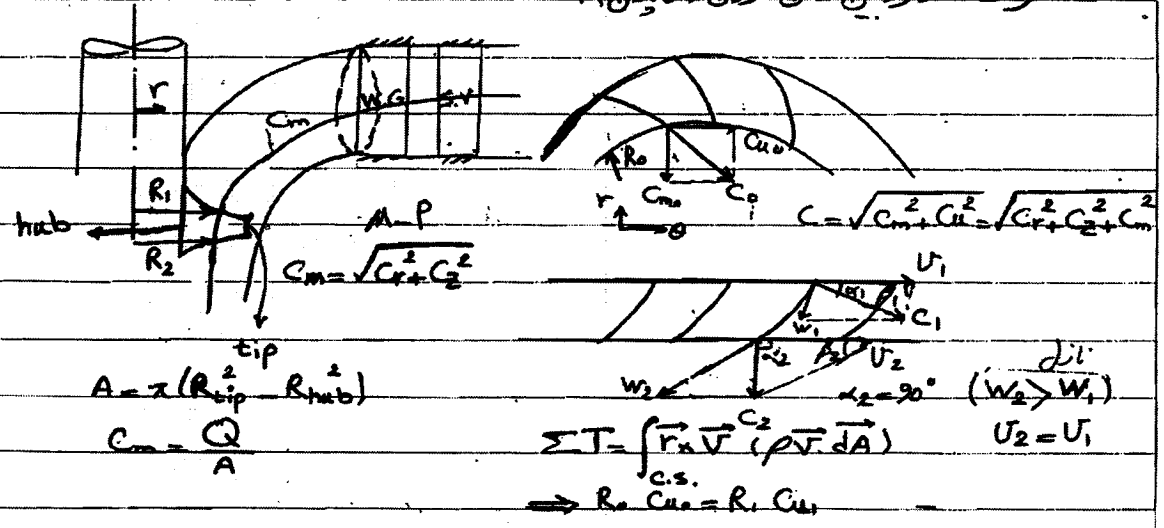 r
W.G
S.V
Cm
R₁
hub
R₂
M-P
Cm = √(Cr² + Cz²)
tip
A = π(R²tip - R²hub)
Cm = Q/A
R₀
Cu₀
Cm₀
C₀
r
θ
C = √(Cm² + Cu²) = √(Cr² + Cz² + Cm²)
U₁
α₁
W₁
C₁
α₂
β₂
U₂
W₂
C₂
α₂ = 90°
(W₂ > W₁)
U₂ = U₁
ΣT = ∫c.s. r⃗ × V⃗ (ρV⃗ . dA⃗)
⟹ R₀ Cu₀ = R₁ Cu₁